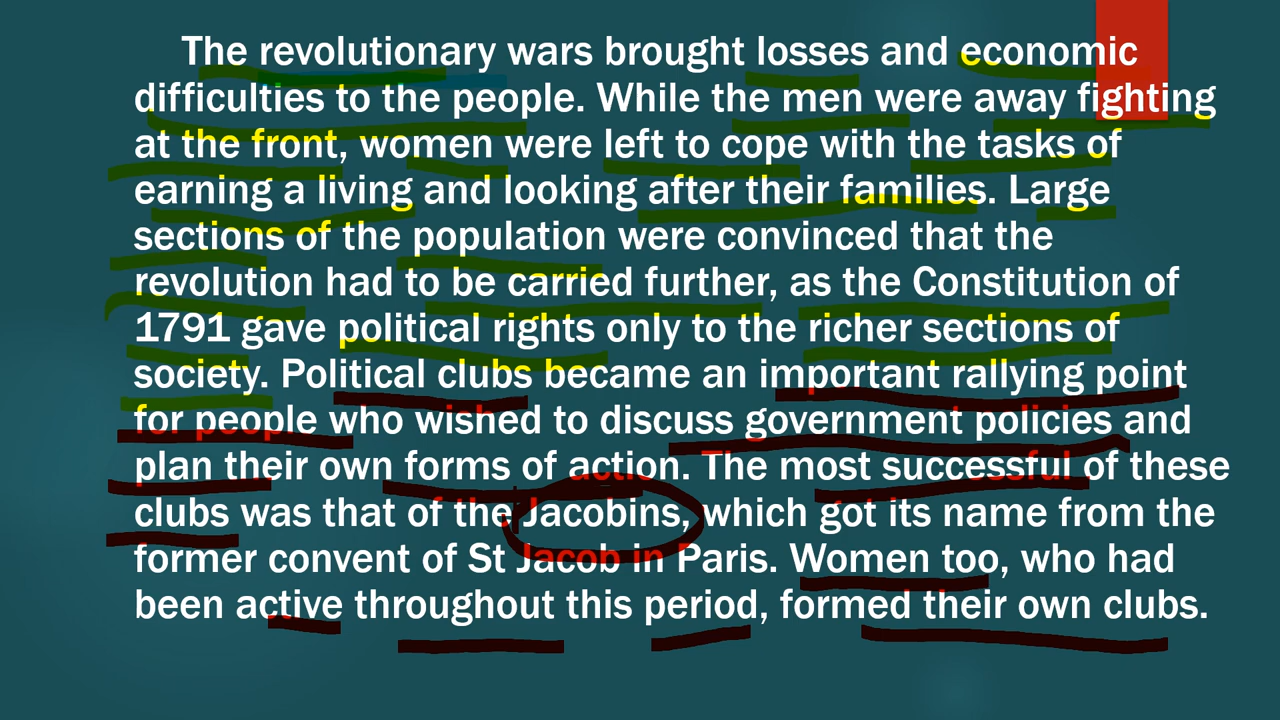 The revolutionary wars brought losses and economic
difficulties to the people. While the men were away fighting
at the front, women were left to cope with the tasks of
earning a living and looking after their families. Large
sections of the population were convinced that the
revolution had to be carried further, as the Constitution of
1791 gave political rights only to the richer sections of
society. Political clubs became an important rallying point
for people who wished to discuss government policies and
plan their own forms of action. The most successful of these
clubs was that of the Jacobins, which got its name from the
former convent of St Jacob in Paris. Women too, who had
been active throughout this period, formed their own clubs.